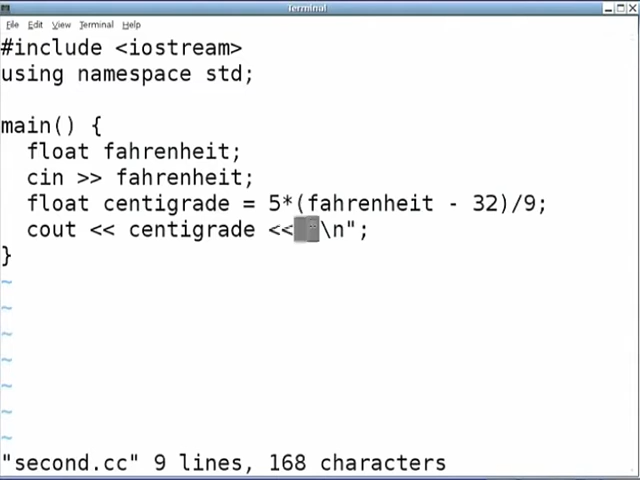 Terminal
File Edit View Terminal Help
#include <iostream>
using namespace std;
main() {
float fahrenheit;
cin >> fahrenheit;
float centigrade = 5*(fahrenheit - 32)/9;
cout << centigrade << "\n";
}
~
~
~
~
~
~
~
"second.cc" 9 lines, 168 characters